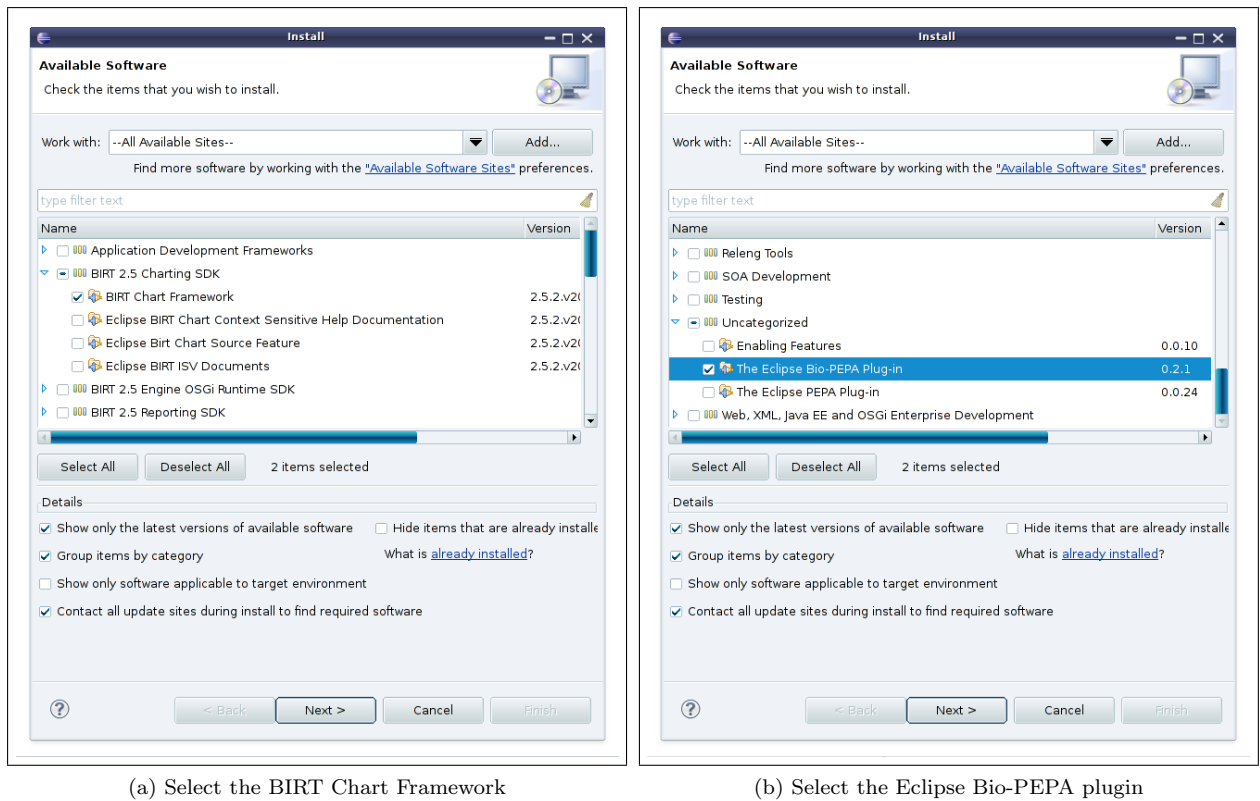 Install
Available Software
Check the items that you wish to install.
Work with: --All Available Sites-- Add...
Find more software by working with the "Available Software Sites" preferences.
type filter text
Name Version
Application Development Frameworks
BIRT 2.5 Charting SDK
BIRT Chart Framework 2.5.2.v20
Eclipse BIRT Chart Context Sensitive Help Documentation 2.5.2.v20
Eclipse Birt Chart Source Feature 2.5.2.v20
Eclipse BIRT ISV Documents 2.5.2.v20
BIRT 2.5 Engine OSGi Runtime SDK
BIRT 2.5 Reporting SDK
Select All Deselect All 2 items selected
Details
Show only the latest versions of available software Hide items that are already installe
Group items by category What is already installed?
Show only software applicable to target environment
Contact all update sites during install to find required software
? < Back Next > Cancel Finish
(a) Select the BIRT Chart Framework
Install
Available Software
Check the items that you wish to install.
Work with: --All Available Sites-- Add...
Find more software by working with the "Available Software Sites" preferences.
type filter text
Name Version
Releng Tools
SOA Development
Testing
Uncategorized
Enabling Features 0.0.10
The Eclipse Bio-PEPA Plug-in 0.2.1
The Eclipse PEPA Plug-in 0.0.24
Web, XML, Java EE and OSGi Enterprise Development
Select All Deselect All 2 items selected
Details
Show only the latest versions of available software Hide items that are already installe
Group items by category What is already installed?
Show only software applicable to target environment
Contact all update sites during install to find required software
? < Back Next > Cancel Finish
(b) Select the Eclipse Bio-PEPA plugin